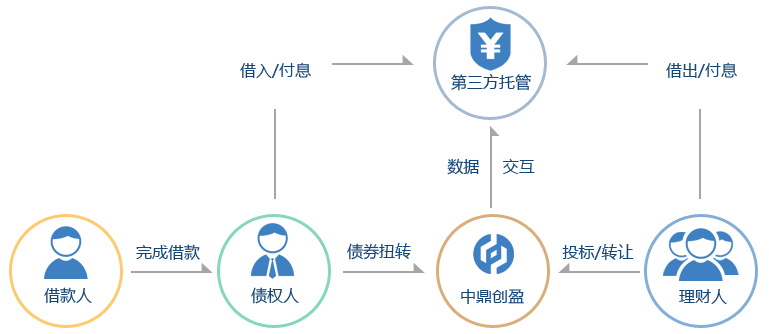 借入/付息
¥
第三方托管
借出/付息
数据
交互
完成借款
债券扭转
投标/转让
借款人
债权人
中鼎创盈
理财人